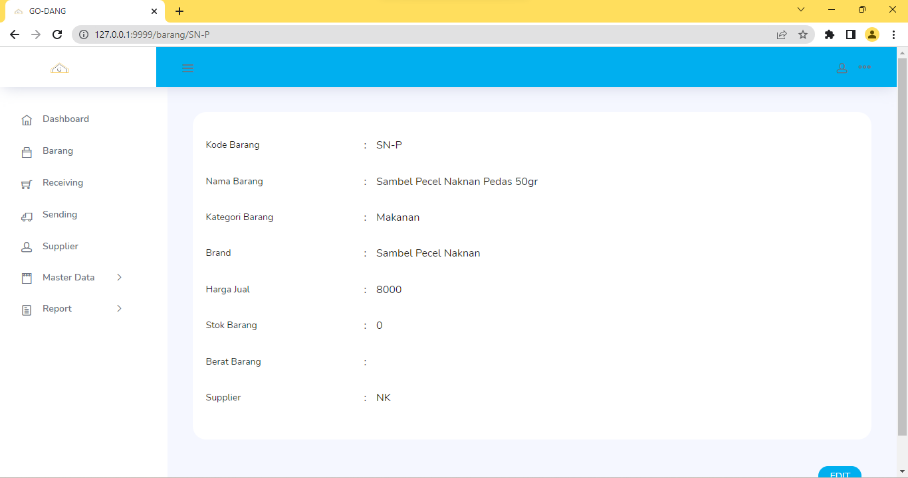 GO-DANG
127.0.0.1:9999/barang/SN-P
Dashboard
Barang
Receiving
Sending
Supplier
Master Data
Report
Kode Barang : SN-P
Nama Barang : Sambel Pecel Naknan Pedas 50gr
Kategori Barang : Makanan
Brand : Sambel Pecel Naknan
Harga Jual : 8000
Stok Barang : 0
Berat Barang :
Supplier : NK
EDIT